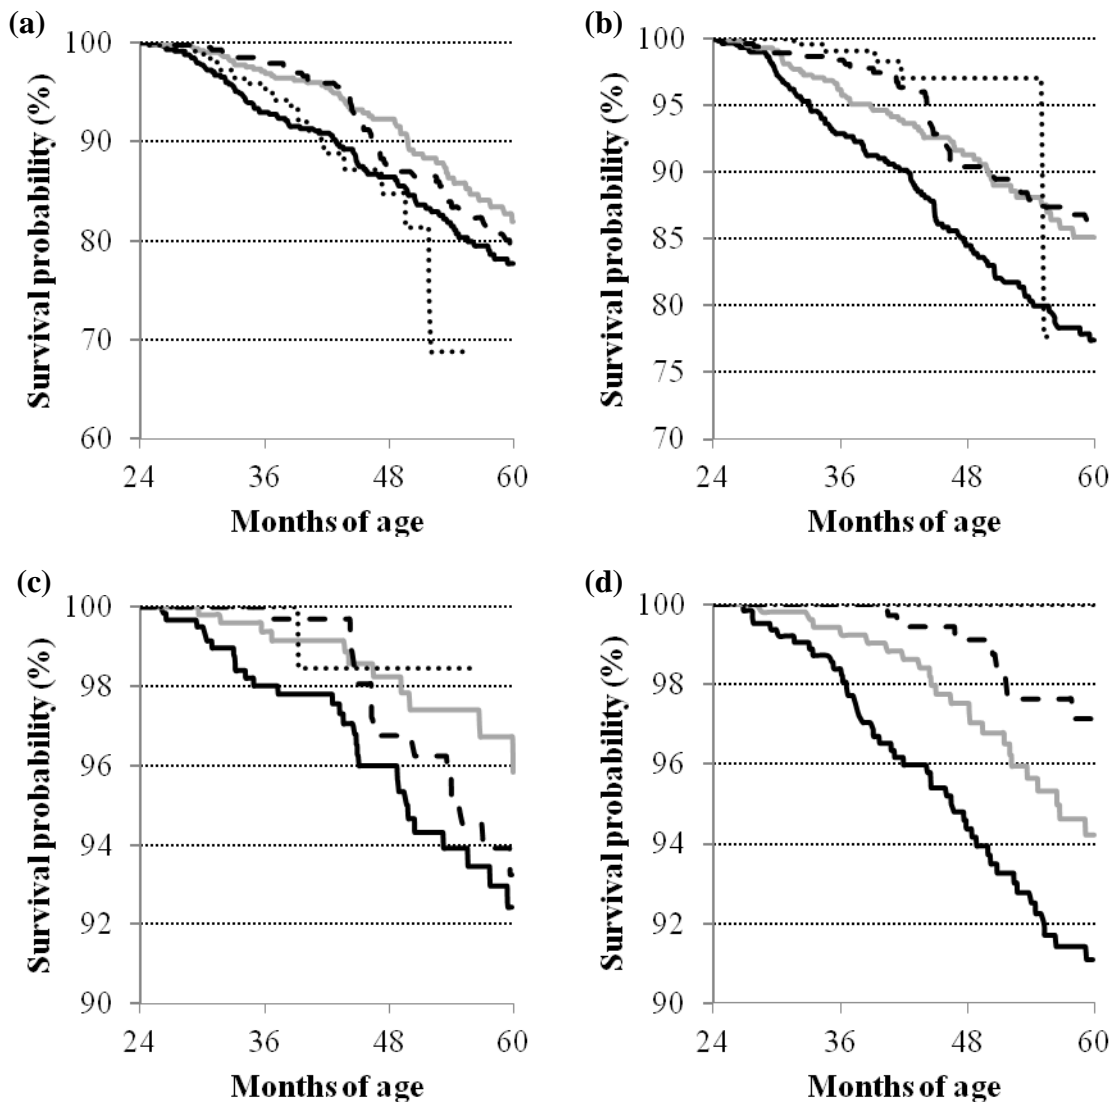 (a)
100
90
80
70
60
Survival probability (%)
24 36 48 60
Months of age
(b)
100
95
90
85
80
75
70
Survival probability (%)
24 36 48 60
Months of age
(c)
100
98
96
94
92
90
Survival probability (%)
24 36 48 60
Months of age
(d)
100
98
96
94
92
90
Survival probability (%)
24 36 48 60
Months of age